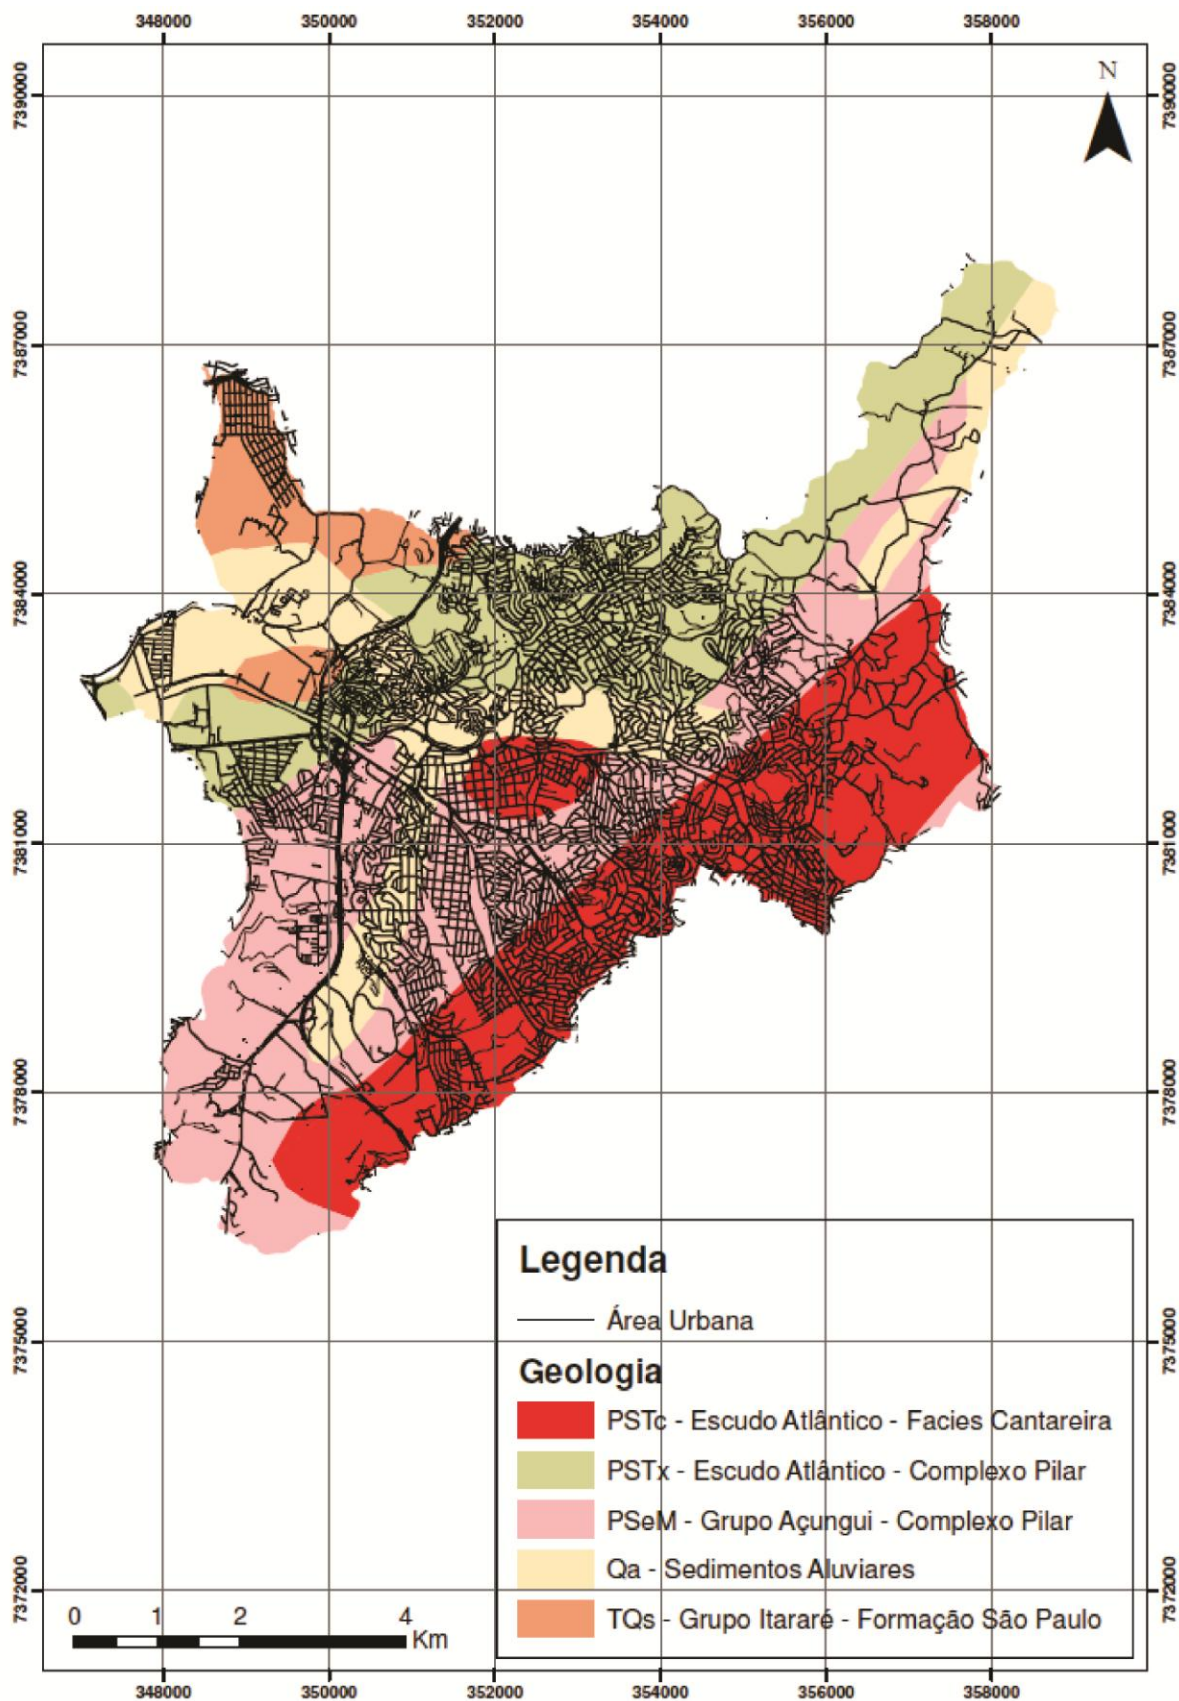 348000 350000 352000 354000 356000 358000
N
7390000 7390000
7387000 7387000
7384000 7384000
7381000 7381000
7378000 7378000
7375000 7375000
7372000 7372000
Legenda
Área Urbana
Geologia
PSTc - Escudo Atlântico - Facies Cantareira
PSTx - Escudo Atlântico - Complexo Pilar
PSeM - Grupo Açungui - Complexo Pilar
Qa - Sedimentos Aluviares
TQs - Grupo Itararé - Formação São Paulo
0 1 2 4
Km
348000 350000 352000 354000 356000 358000